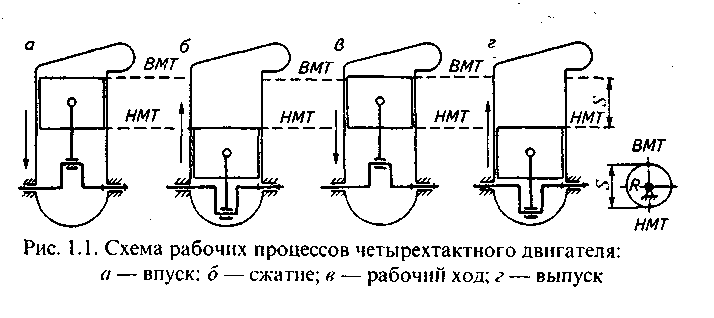 а б в г
ВМТ ВМТ ВМТ
НМТ НМТ НМТ НМТ
S
ВМТ
S R
НМТ
Рис. 1.1. Схема рабочих процессов четырехтактного двигателя:
а — впуск; б — сжатие; в — рабочий ход; г — выпуск